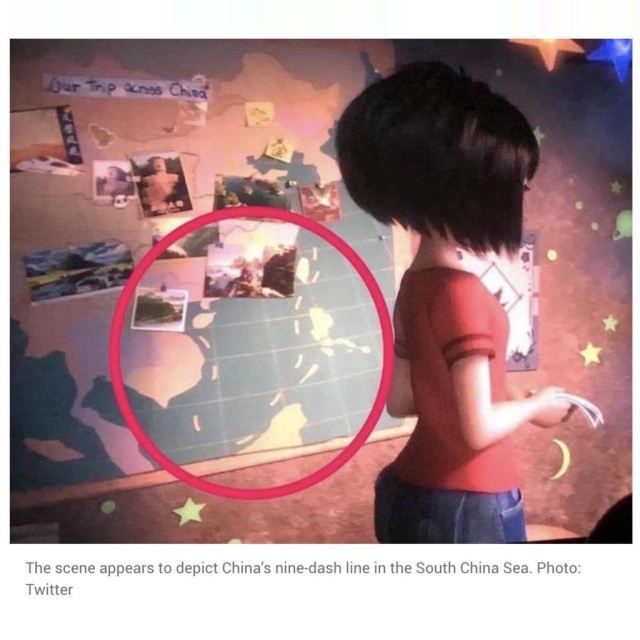 Our Trip across China
The scene appears to depict China's nine-dash line in the South China Sea. Photo:
Twitter